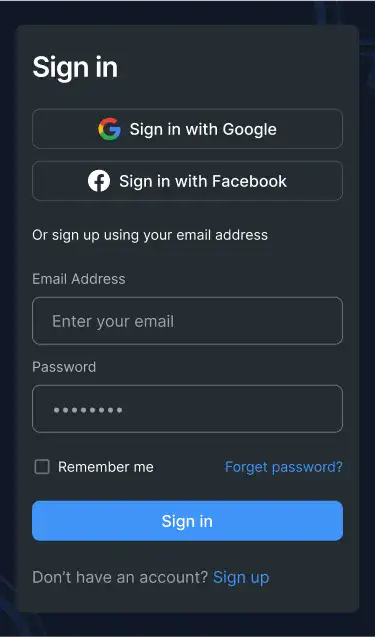 Sign in
Sign in with Google
Sign in with Facebook
Or sign up using your email address
Email Address
Enter your email
Password
••••••••
Remember me Forget password?
Sign in
Don't have an account? Sign up